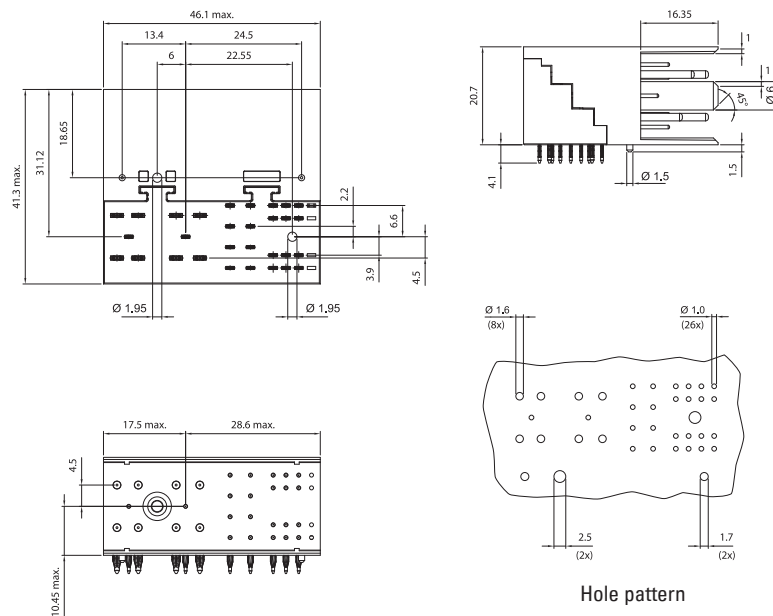 46.1 max.
13.4
24.5
6
22.55
41.3 max.
31.12
18.65
2.2
6.6
3.9
4.5
Ø 1.95
Ø 1.95
16.35
1
1
Ø 6
45°
20.7
4.1
Ø 1.5
1.5
17.5 max.
28.6 max.
4.5
10.45 max.
Ø 1.6
(8x)
Ø 1.0
(26x)
2.5
(2x)
1.7
(2x)
Hole pattern